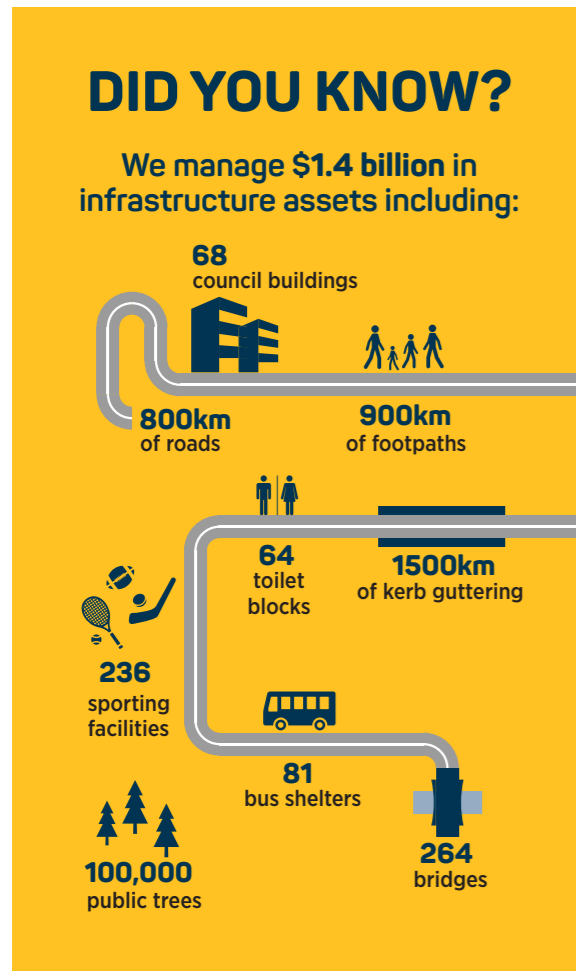 DID YOU KNOW?
We manage $1.4 billion in
infrastructure assets including:
68
council buildings
800km
of roads
900km
of footpaths
64
toilet
blocks
1500km
of kerb guttering
236
sporting
facilities
81
bus shelters
264
bridges
100,000
public trees